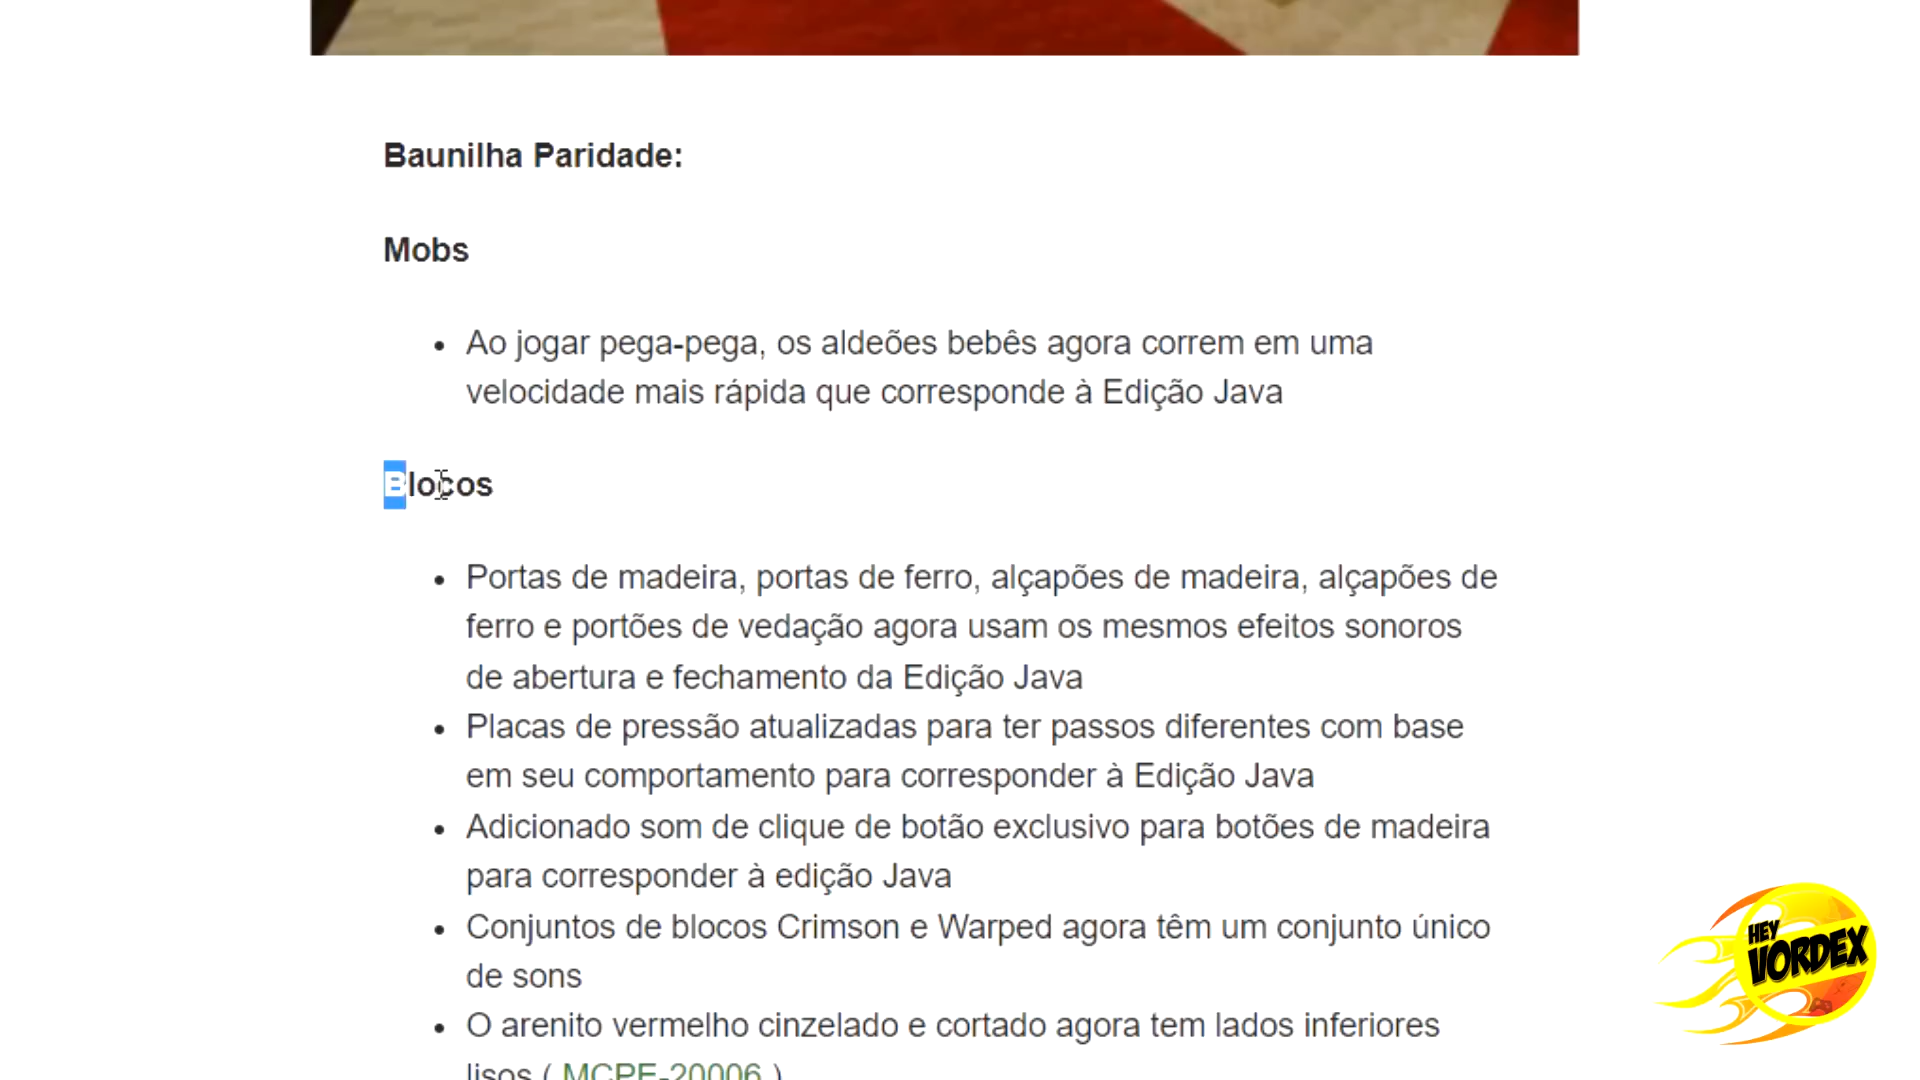 Baunilha Paridade:
Mobs
Ao jogar pega-pega, os aldeões bebês agora correm em uma
velocidade mais rápida que corresponde à Edição Java
Blocos
Portas de madeira, portas de ferro, alçapões de madeira, alçapões de
ferro e portões de vedação agora usam os mesmos efeitos sonoros
de abertura e fechamento da Edição Java
Placas de pressão atualizadas para ter passos diferentes com base
em seu comportamento para corresponder à Edição Java
Adicionado som de clique de botão exclusivo para botões de madeira
para corresponder à edição Java
Conjuntos de blocos Crimson e Warped agora têm um conjunto único
de sons
O arenito vermelho cinzelado e cortado agora tem lados inferiores
lisos ( MCPE-20006 )
HEY
VORDEX